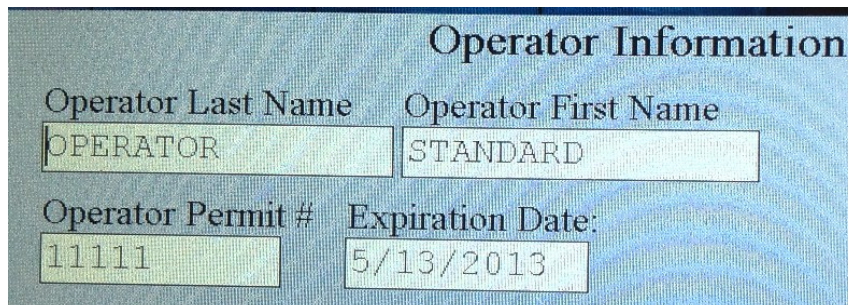 Operator Information
Operator Last Name Operator First Name
OPERATOR STANDARD
Operator Permit # Expiration Date:
11111 5/13/2013